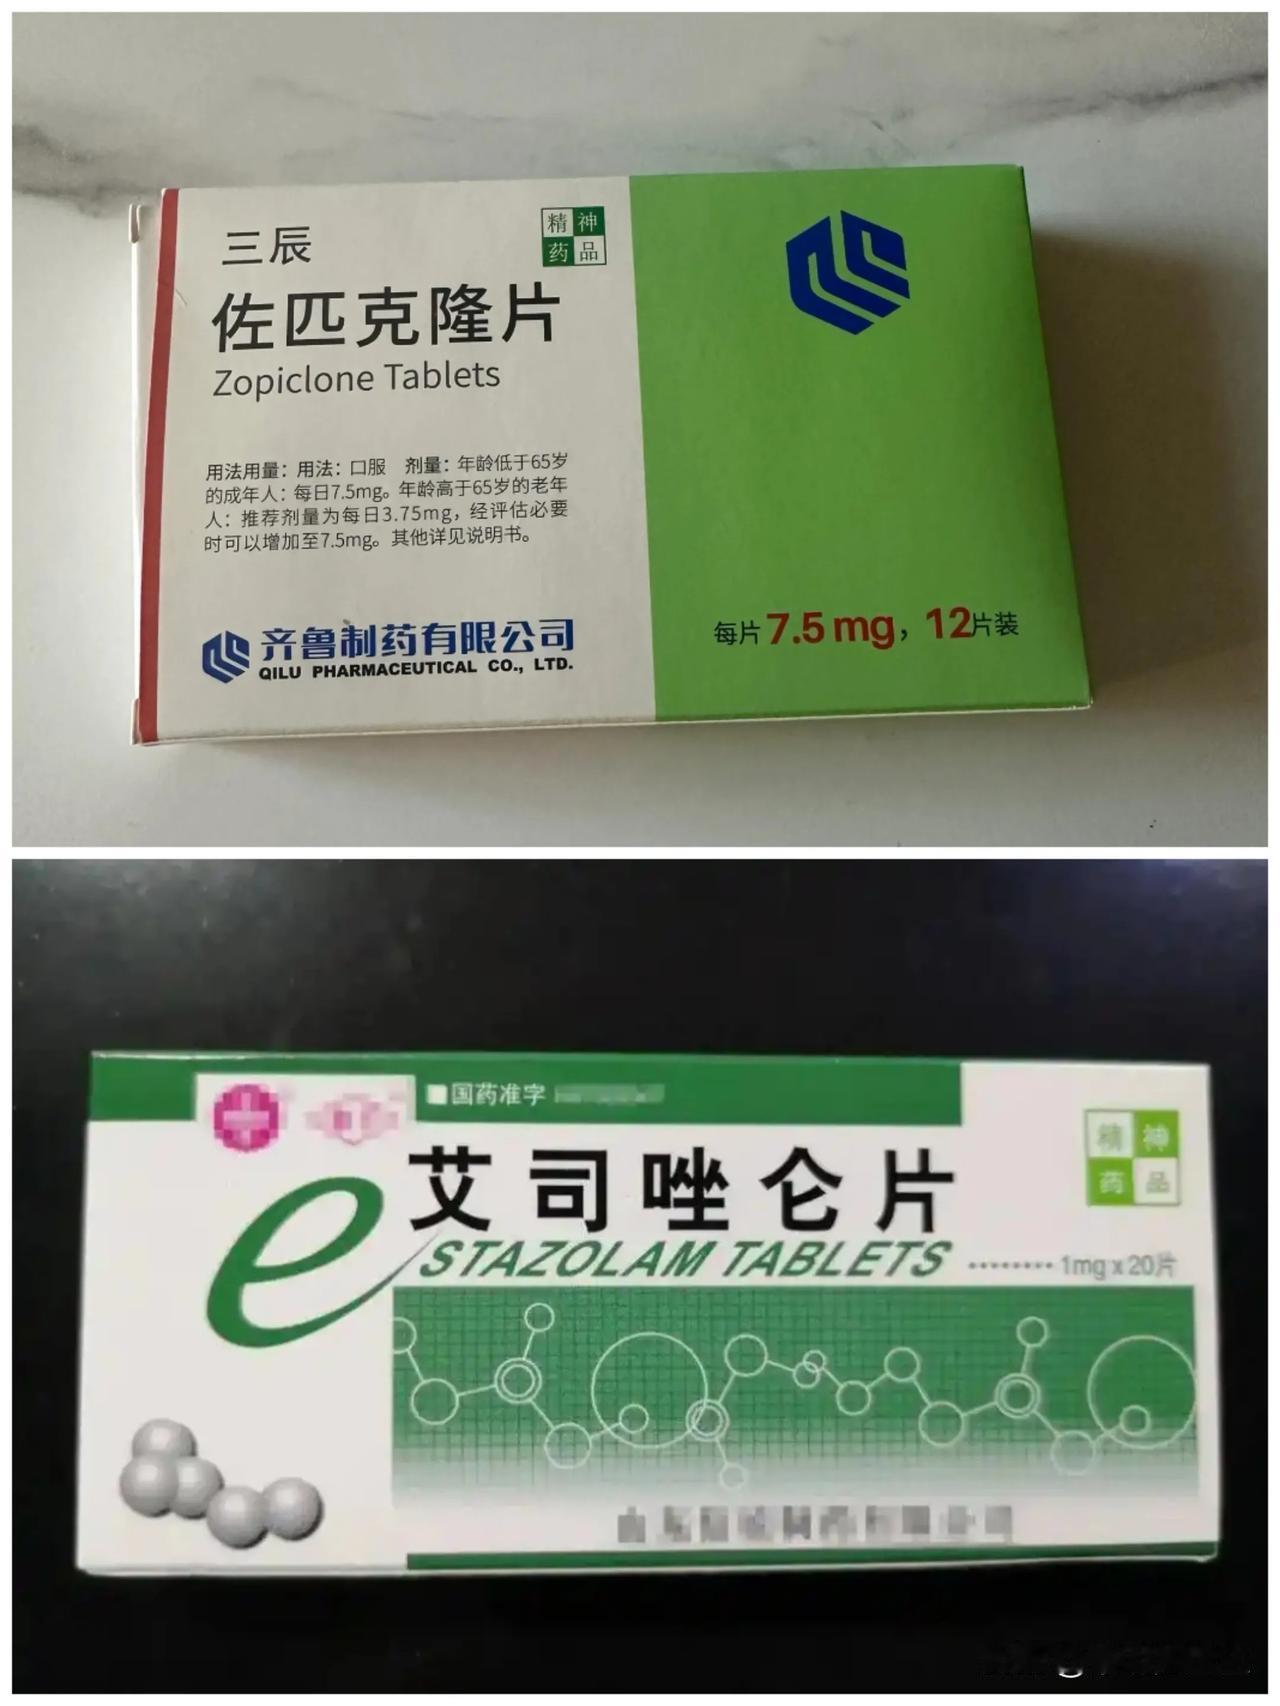 三辰
精神
药品
佐匹克隆片
Zopiclone Tablets
用法用量：用法：口服 剂量：年龄低于65岁
的成年人：每日7.5mg。年龄高于65岁的老年
人：推荐剂量为每日3.75mg，经评估必要
时可以增加至7.5mg。其他详见说明书。
齐鲁制药有限公司
QILU PHARMACEUTICAL CO., LTD.
每片7.5mg，12片装
国药准字
精神
药品
艾司唑仑片
eSTAZOLAM TABLETS
1mg x 20片